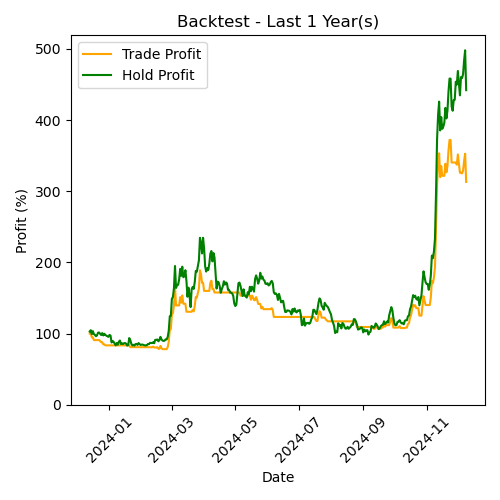 Backtest - Last 1 Year(s)
Trade Profit
Hold Profit
Profit (%)
500
400
300
200
100
0
2024-01
2024-03
2024-05
2024-07
2024-09
2024-11
Date